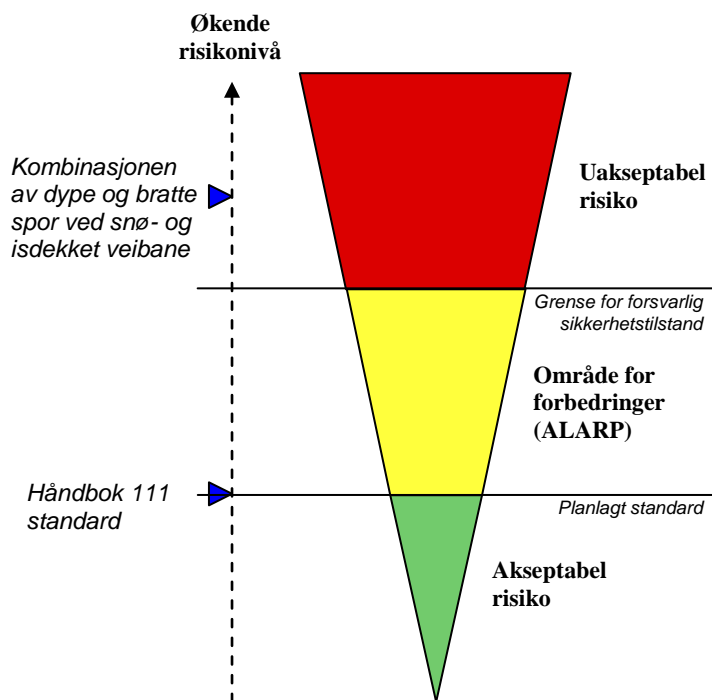 Økende
risikonivå
Kombinasjonen
av dype og bratte
spor ved snø- og
isdekket veibane
Uakseptabel
risiko
Grense for forsvarlig
sikkerhetstilstand
Område for
forbedringer
(ALARP)
Håndbok 111
standard
Planlagt standard
Akseptabel
risiko